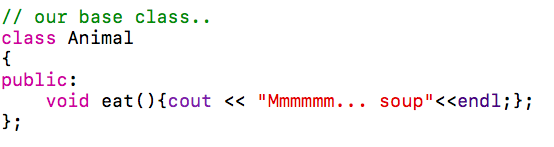 // our base class..
class Animal
{
public:
    void eat(){cout << "Mmmmmm... soup"<<endl;};
};